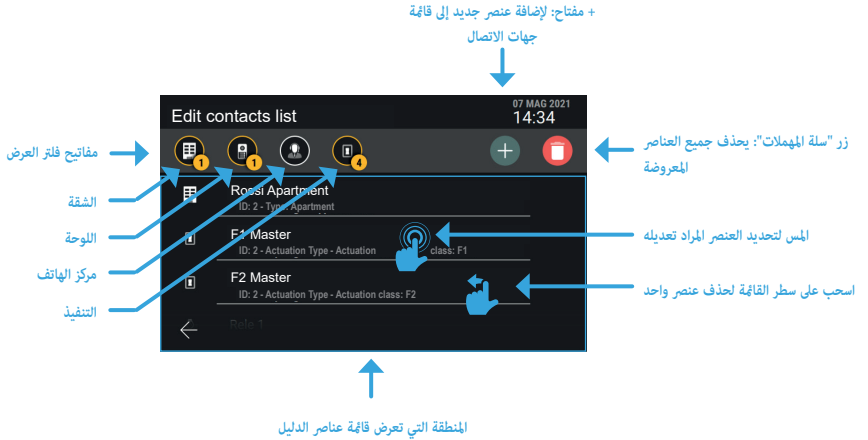 + مفتاح: لإضافة عنصر جديد إلى قائمة
جهات الاتصال
Edit contacts list
07 MAG 2021
14:34
1
1
4
مفاتيح فلتر العرض
الشقة
اللوحة
مركز الهاتف
التنفيذ
زر "سلة المهملات": يحذف جميع العناصر
المعروضة
Rossi Apartment
ID: 2 - Type: Apartment
F1 Master
ID: 2 - Actuation Type - Actuation class: F1
المس لتحديد العنصر المراد تعديله
F2 Master
ID: 2 - Actuation Type - Actuation class: F2
اسحب على سطر القائمة لحذف عنصر واحد
Rele 1
المنطقة التي تعرض قائمة عناصر الدليل